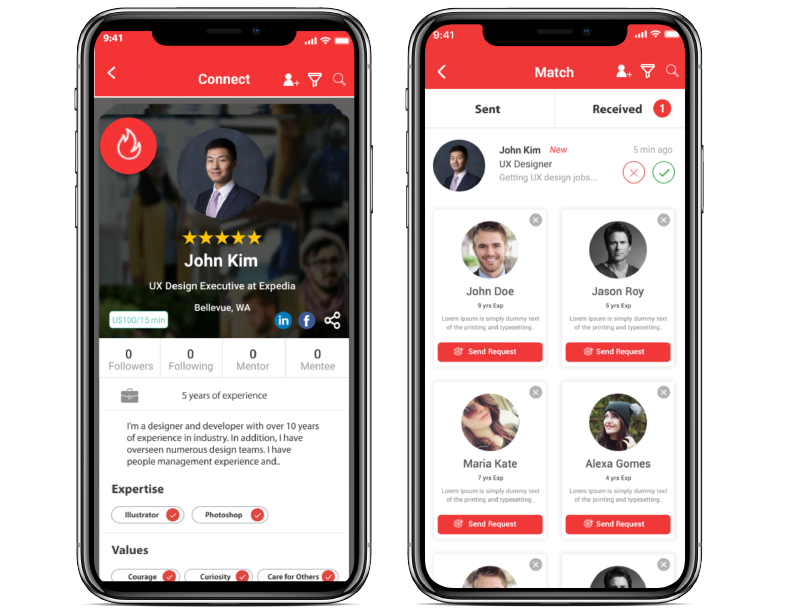 9:41
Connect
John Kim
UX Design Executive at Expedia
Bellevue, WA
U$100/15 min
in
f
0 0 0 0
Followers Following Mentor Mentee
5 years of experience
I'm a designer and developer with over 10 years
of experience in industry. In addition, I have
overseen numerous design teams. I have
people management experience and..
Expertise
Illustrator Photoshop
Values
Courage Curiosity Care for Others
9:41
Match
Sent Received 1
John Kim New 5 min ago
UX Designer
Getting UX design jobs...
John Doe Jason Roy
9 yrs Exp 5 yrs Exp
Lorem Ipsum is simply dummy text Lorem Ipsum is simply dummy text
of the printing and typesetting.. of the printing and typesetting..
Send Request Send Request
Maria Kate Alexa Gomes
7 yrs Exp 4 yrs Exp
Lorem Ipsum is simply dummy text Lorem Ipsum is simply dummy text
of the printing and typesetting.. of the printing and typesetting..
Send Request Send Request